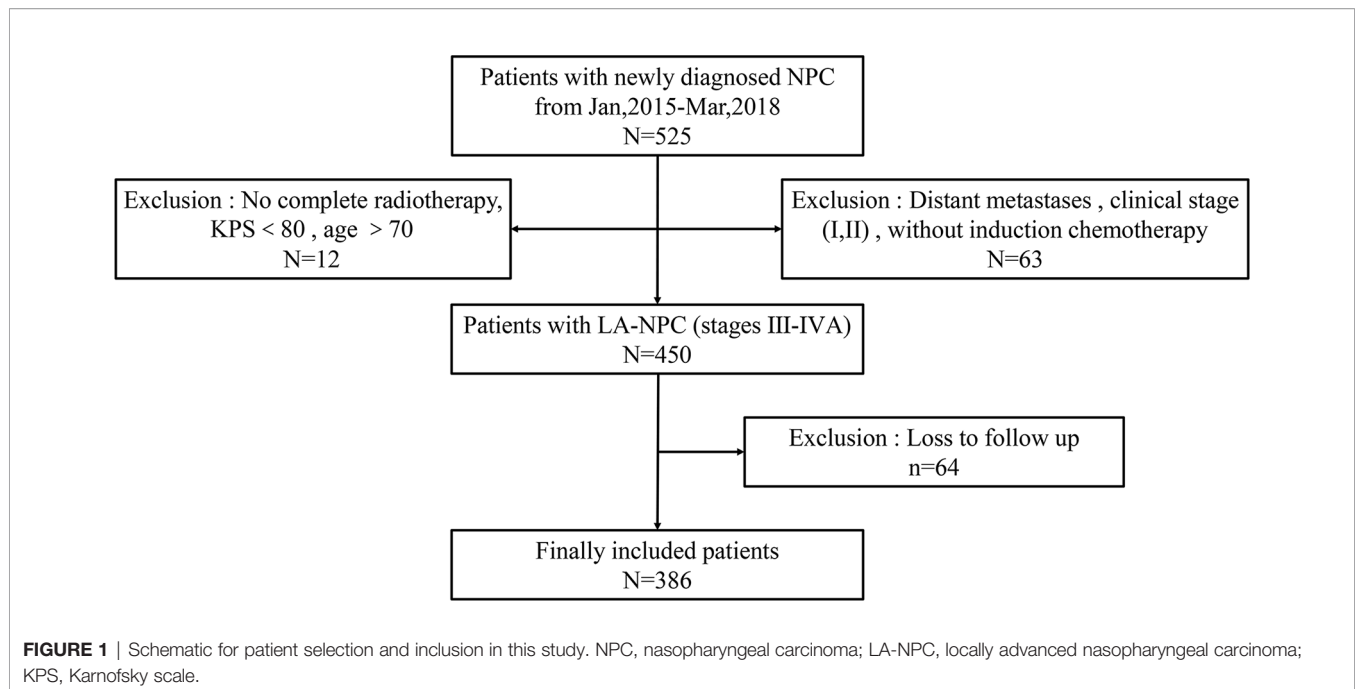 Patients with newly diagnosed NPC
from Jan,2015-Mar,2018
N=525
Exclusion : No complete radiotherapy,
KPS < 80 , age > 70
N=12
Exclusion : Distant metastases , clinical stage
(I,II) , without induction chemotherapy
N=63
Patients with LA-NPC (stages III-IVA)
N=450
Exclusion : Loss to follow up
n=64
Finally included patients
N=386
FIGURE 1 | Schematic for patient selection and inclusion in this study. NPC, nasopharyngeal carcinoma; LA-NPC, locally advanced nasopharyngeal carcinoma;
KPS, Karnofsky scale.